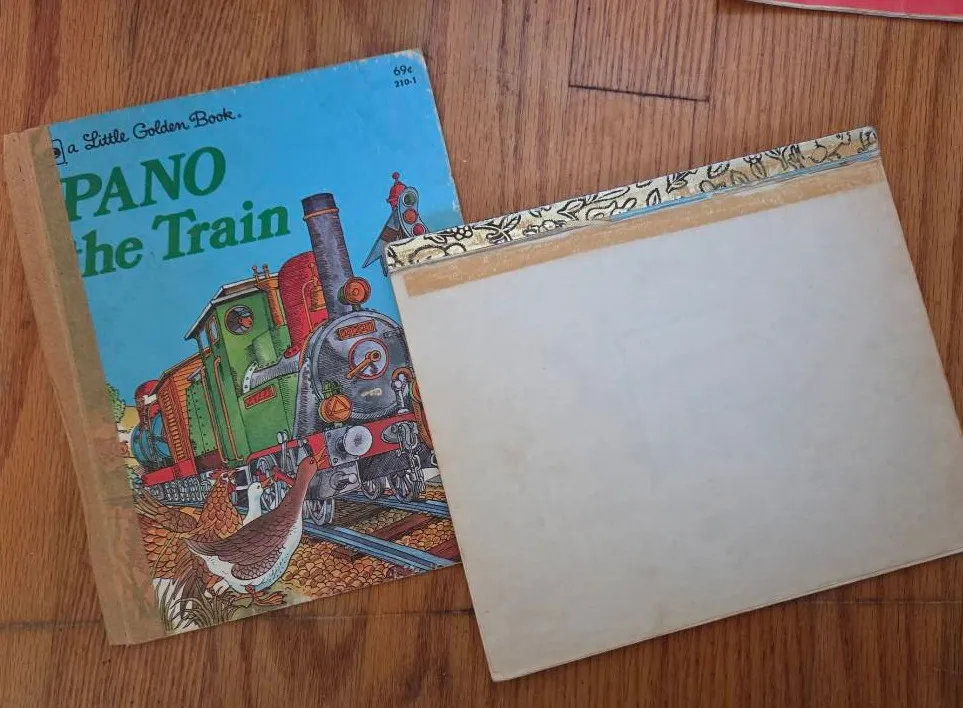 a Little Golden Book®
69¢
210-1
PANO
the Train